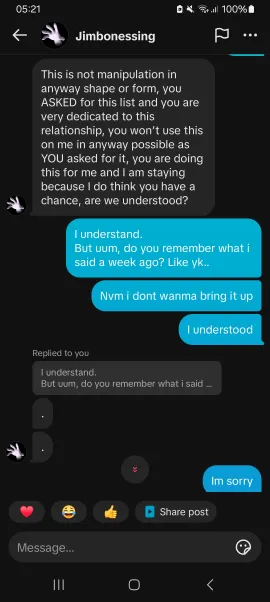 05:21
100%
Jimbonessing
This is not manipulation in
anyway shape or form, you
ASKED for this list and you are
very dedicated to this
relationship, you won't use this
on me in anyway possible as
YOU asked for it, you are doing
this for me and I am staying
because I do think you have a
chance, are we understood?
I understand.
But uum, do you remember what i
said a week ago? Like yk..
Nvm i dont wanma bring it up
I understood
Replied to you
I understand.
But uum, do you remember what i said ...
.
.
Im sorry
Share post
Message...